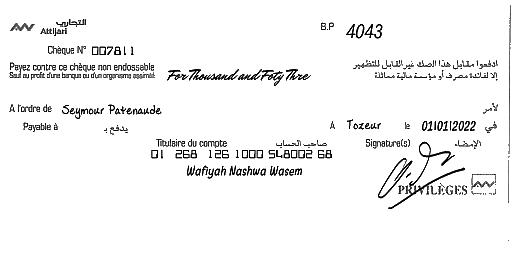 التجاري
Attijari
B.P 4043
Chèque N° 007811
Payez contre ce chèque non endossable
ادفعوا مقابل هذا الصك غير القابل للتظهير
Sauf au profit d'une banque ou d'un organisme assimilé
For Thousand and Foty Thre
إلا لفائدة مصرف أو مؤسسة مالية مماثلة
A l'ordre de Seymour Patenaude
لأمر
Payable à يدفع بـ
A Tozeur le 01/01/2022 في
Titulaire du compte صاحب الحساب
Signature(s) الإمضاء
01 268 126 1000 548002 68
Wafiyah Nashwa Wasem
PRIVILÈGES